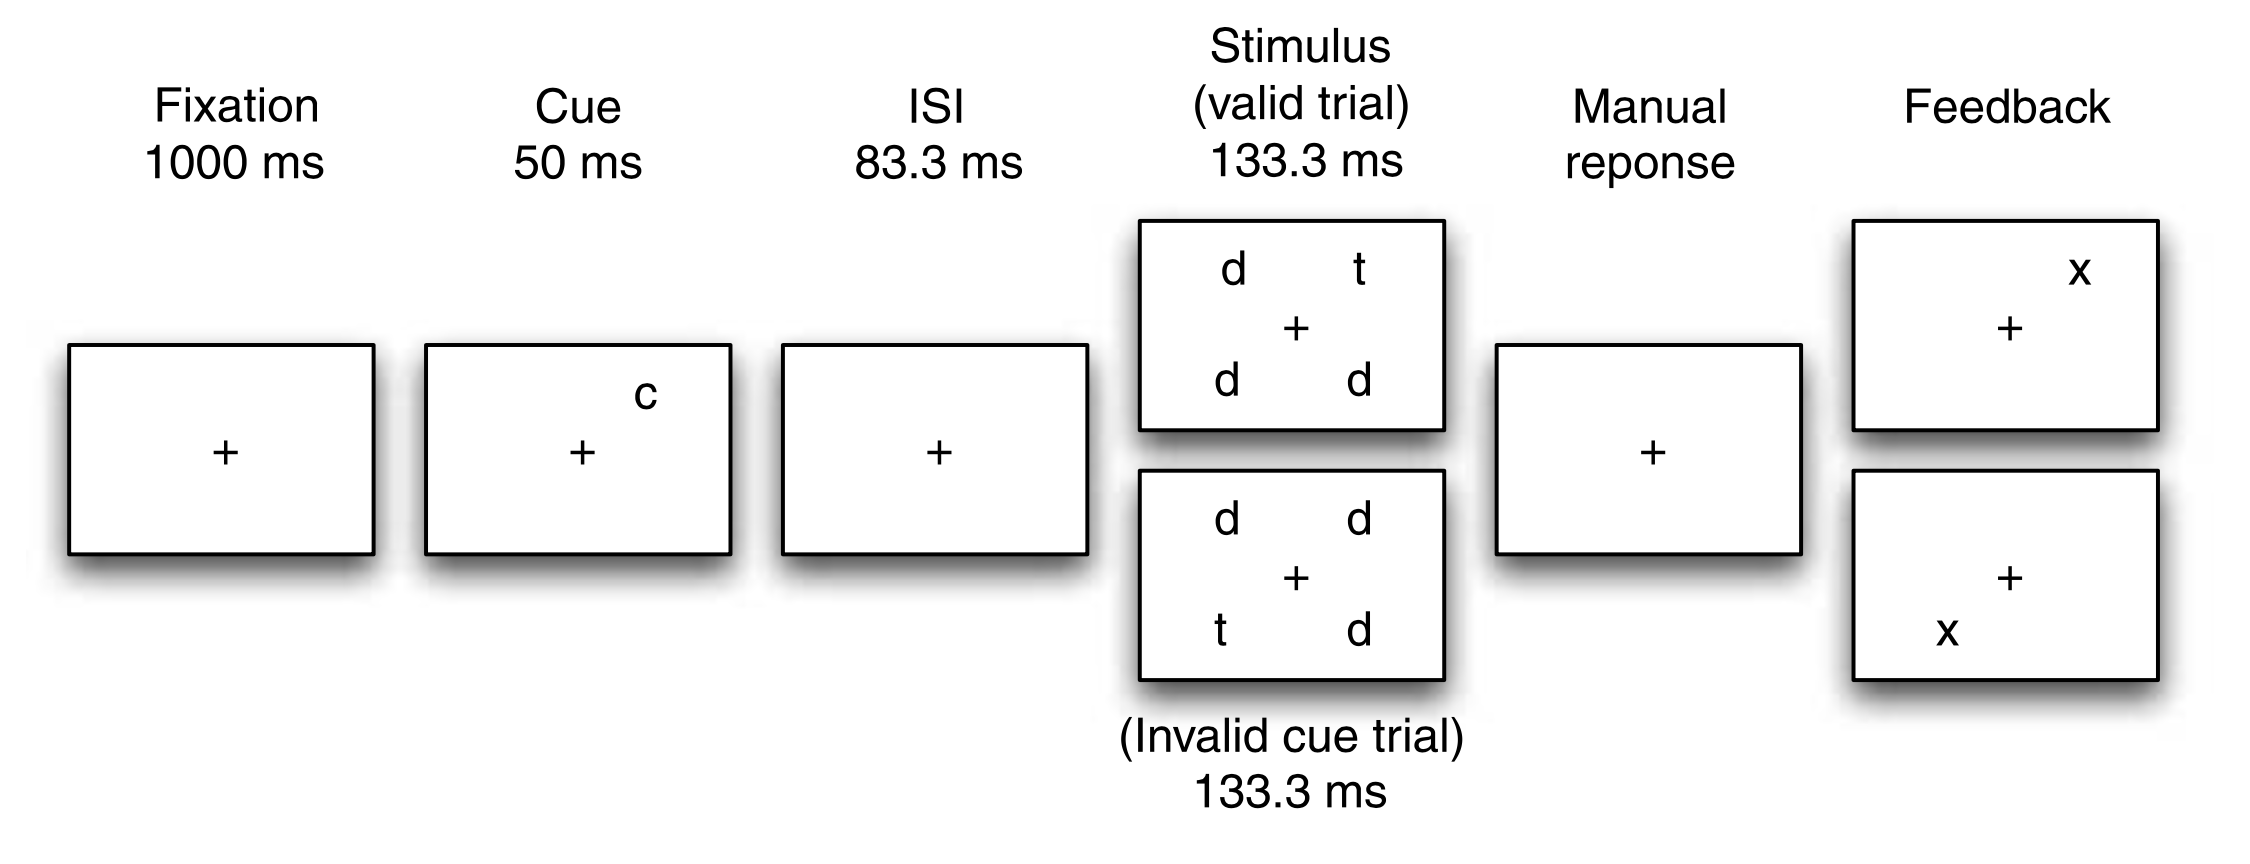 Fixation
1000 ms
Cue
50 ms
ISI
83.3 ms
Stimulus
(valid trial)
133.3 ms
Manual
reponse
Feedback
+
c
+
+
d t
+
d d
d d
+
t d
(Invalid cue trial)
133.3 ms
+
x
+
+
x